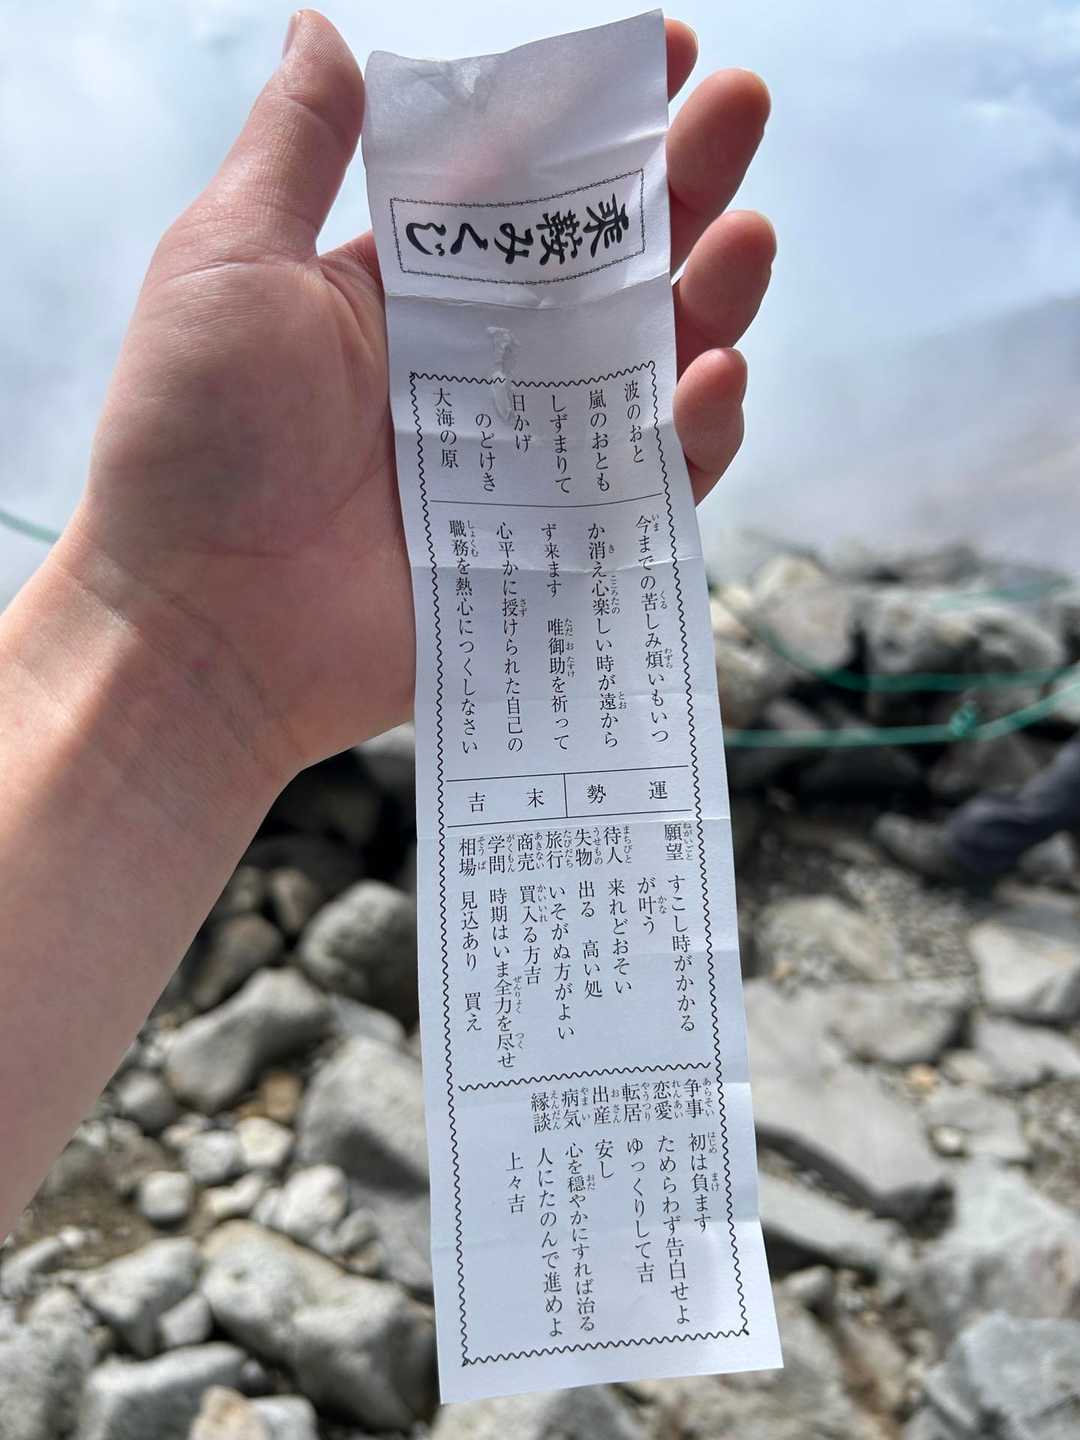 乗鞍みくじ
波のおと
嵐のおとも
しずまりて
日かげ
のどけき
大海の原
今までの苦しみ煩いもいつ
か消え心楽しい時が遠から
ず来ます 唯御助を祈って
心平かに授けられた自己の
職務を熱心につくしなさい
運勢
末吉
願望 すこし時がかかる
が叶う
待人 来れどおそい
失物 出る 高い処
旅行 いそがぬ方がよい
商売 買入る方吉
学問 時期はいま全力を尽せ
相場 見込あり 買え
争事 初は負ます
恋愛 ためらわず告白せよ
転居 ゆっくりして吉
出産 安し
病気 心を穏やかにすれば治る
縁談 人にたのんで進めよ
上々吉